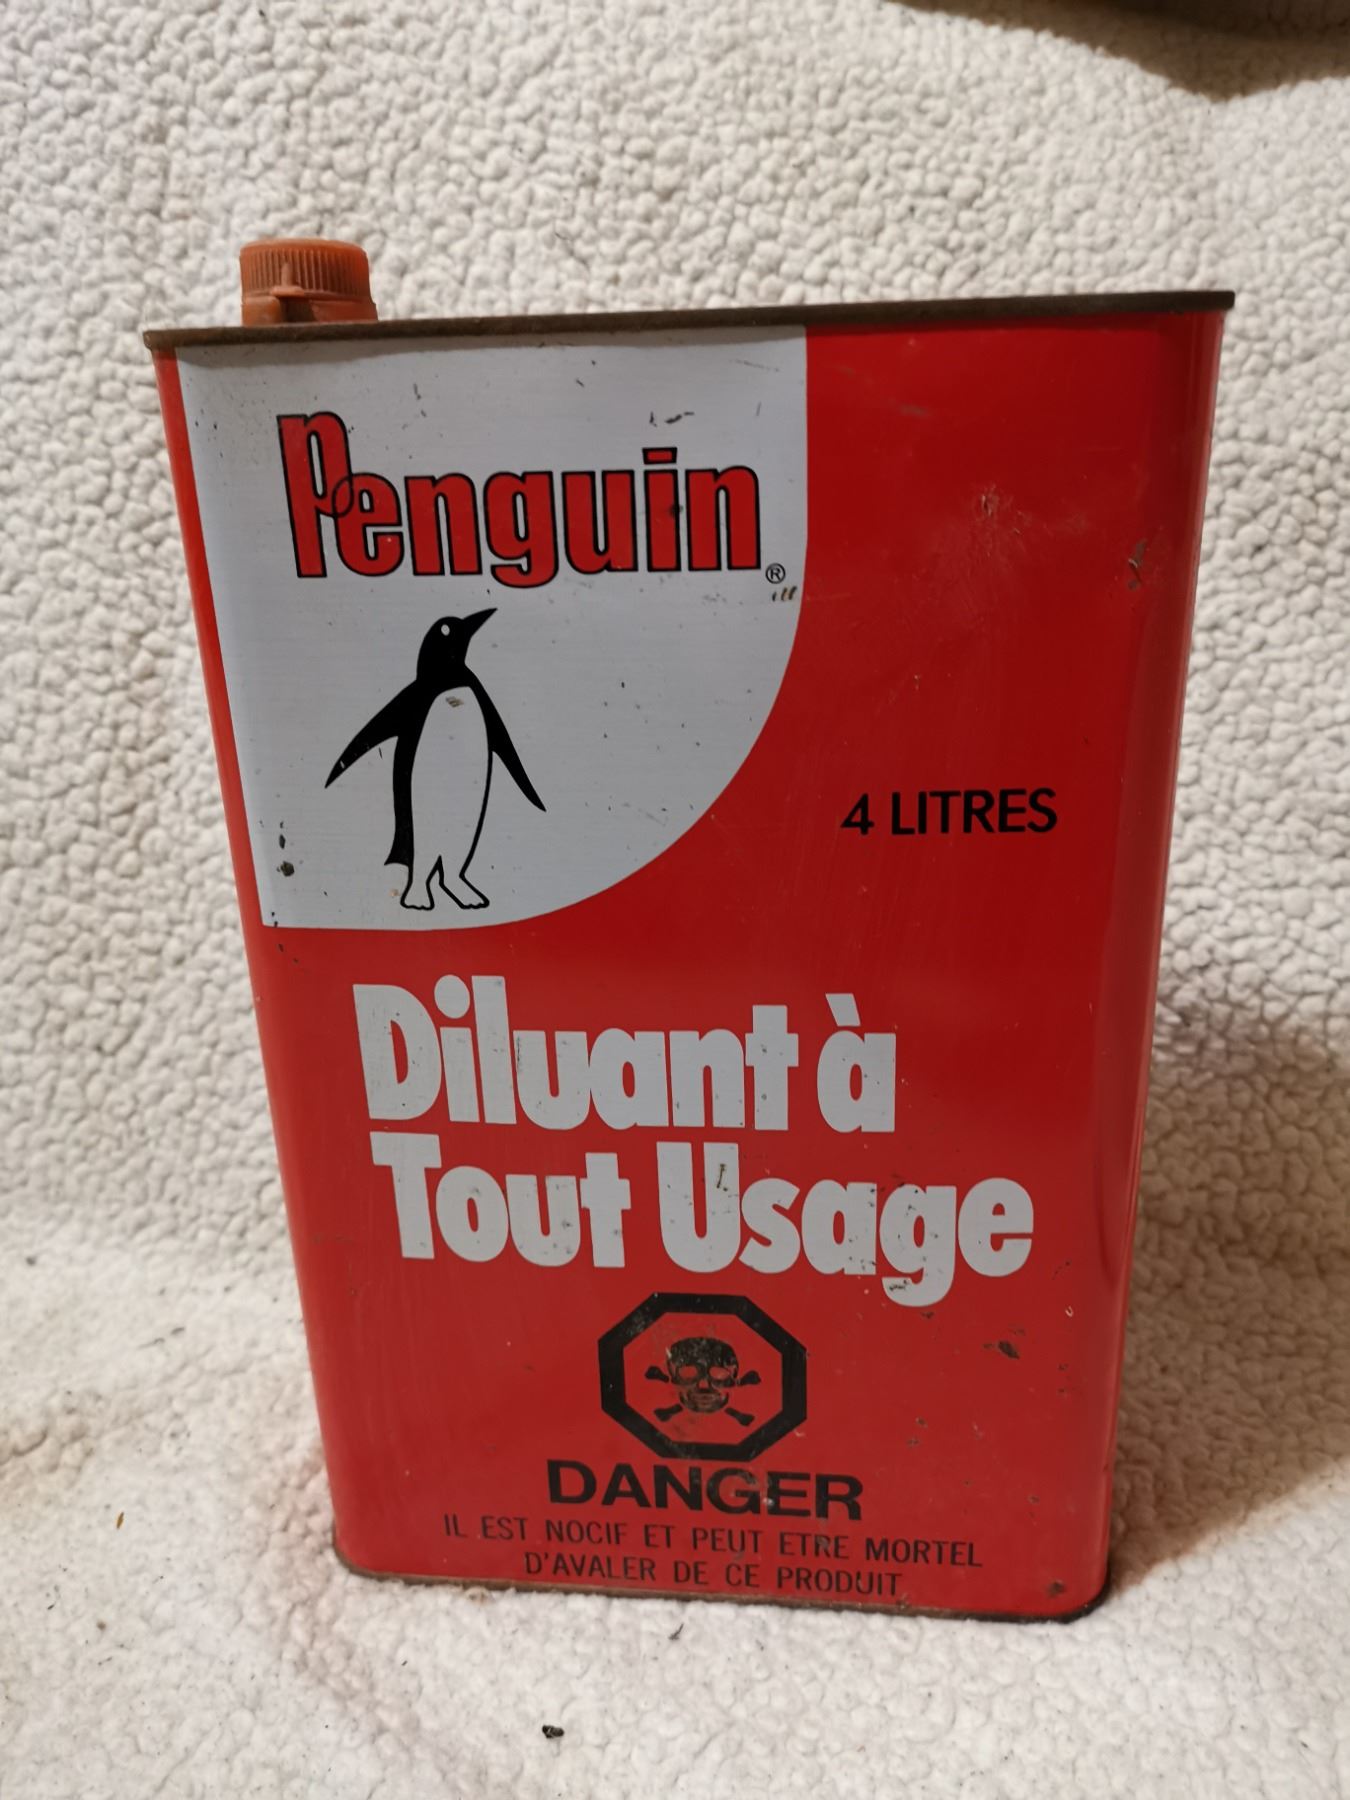 Penguin®
4 LITRES
Diluant à
Tout Usage
DANGER
IL EST NOCIF ET PEUT ETRE MORTEL
D'AVALER DE CE PRODUIT